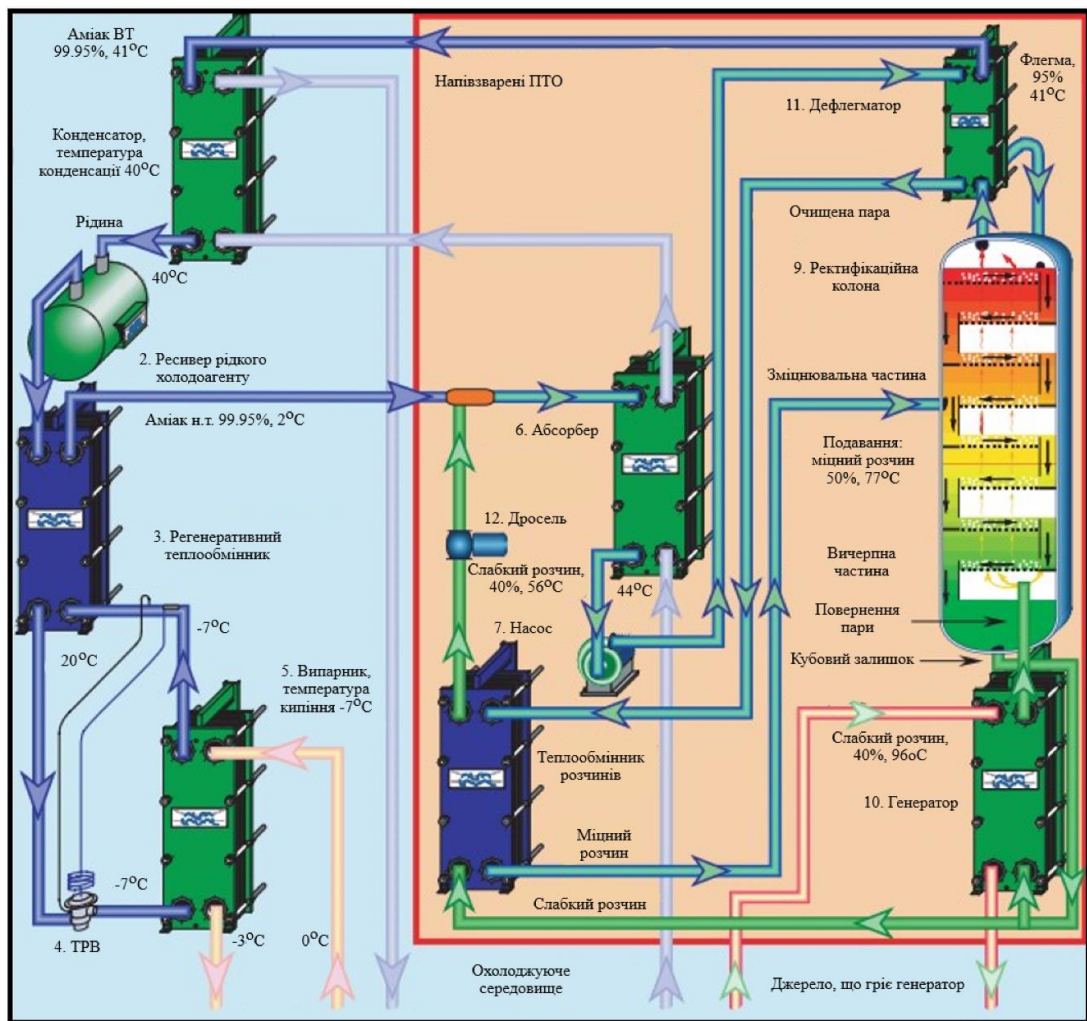 Аміак ВТ
99.95%, 41°C
Напівзварені ПТО
11. Дефлегматор
Флегма,
95%
41°C
Конденсатор,
температура
конденсації 40°C
Рідина
40°C
Очищена пара
9. Ректифікаційна
колона
2. Ресивер рідкого
холодоагенту
Аміак н.т. 99.95%, 2°C
6. Абсорбер
Зміцнювальна частина
Подавання:
міцний розчин
50%, 77°C
12. Дросель
Слабкий розчин,
40%, 56°C
44°C
3. Регенеративний
теплообмінник
Вичерпна
частина
7. Насос
Повернення
пари
Кубовий залишок
-7°C
20°C
5. Випарник,
температура
кипіння -7°C
Теплообмінник
розчинів
Слабкий розчин,
40%, 96oC
10. Генератор
Міцний
розчин
-7°C
Слабкий розчин
4. ТРВ
-3°C
0°C
Охолоджуюче
середовище
Джерело, що гріє генератор